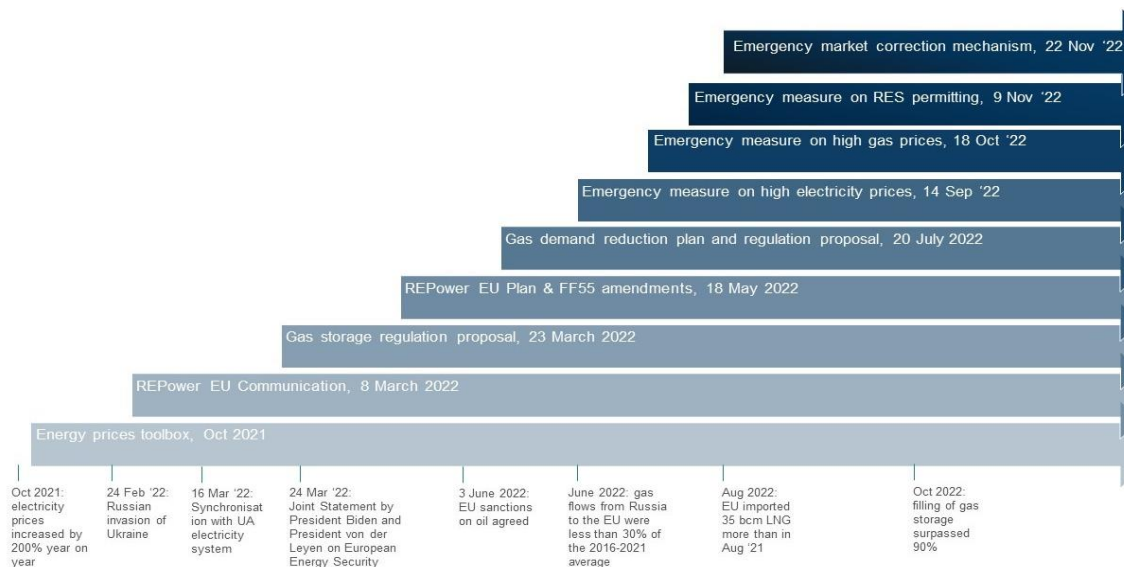 Emergency market correction mechanism, 22 Nov '22
Emergency measure on RES permitting, 9 Nov '22
Emergency measure on high gas prices, 18 Oct '22
Emergency measure on high electricity prices, 14 Sep '22
Gas demand reduction plan and regulation proposal, 20 July 2022
REPower EU Plan & FF55 amendments, 18 May 2022
Gas storage regulation proposal, 23 March 2022
REPower EU Communication, 8 March 2022
Energy prices toolbox, Oct 2021
Oct 2021:
electricity
prices
increased by
200% year on
year
24 Feb '22:
Russian
invasion of
Ukraine
16 Mar '22:
Synchronisat
ion with UA
electricity
system
24 Mar '22:
Joint Statement by
President Biden and
President von der
Leyen on European
Energy Security
3 June 2022:
EU sanctions
on oil agreed
June 2022: gas
flows from Russia
to the EU were
less than 30% of
the 2016-2021
average
Aug 2022:
EU imported
35 bcm LNG
more than in
Aug '21
Oct 2022:
filling of gas
storage
surpassed
90%